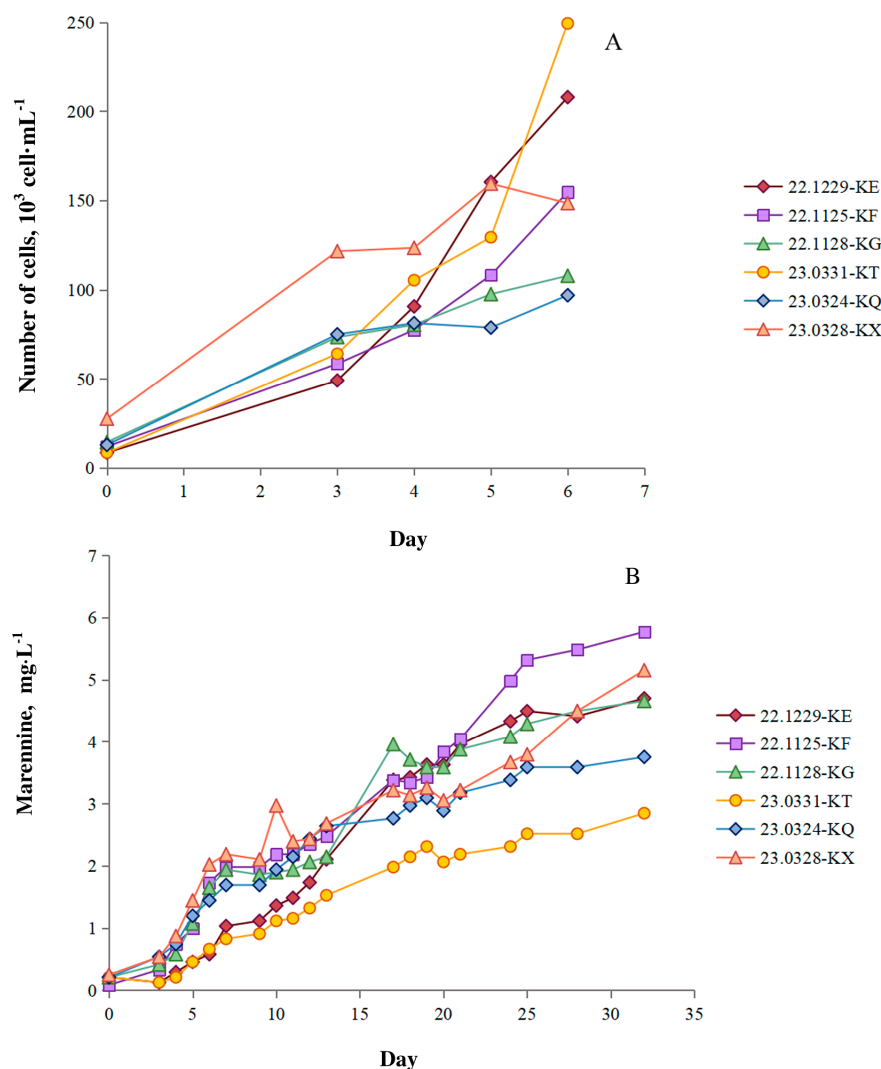 A
250
200
150
100
50
0
0 1 2 3 4 5 6 7
Number of cells, 10³ cell·mL⁻¹
Day
22.1229-KE
22.1125-KF
22.1128-KG
23.0331-KT
23.0324-KQ
23.0328-KX
B
7
6
5
4
3
2
1
0
0 5 10 15 20 25 30 35
Marennine, mg·L⁻¹
Day
22.1229-KE
22.1125-KF
22.1128-KG
23.0331-KT
23.0324-KQ
23.0328-KX